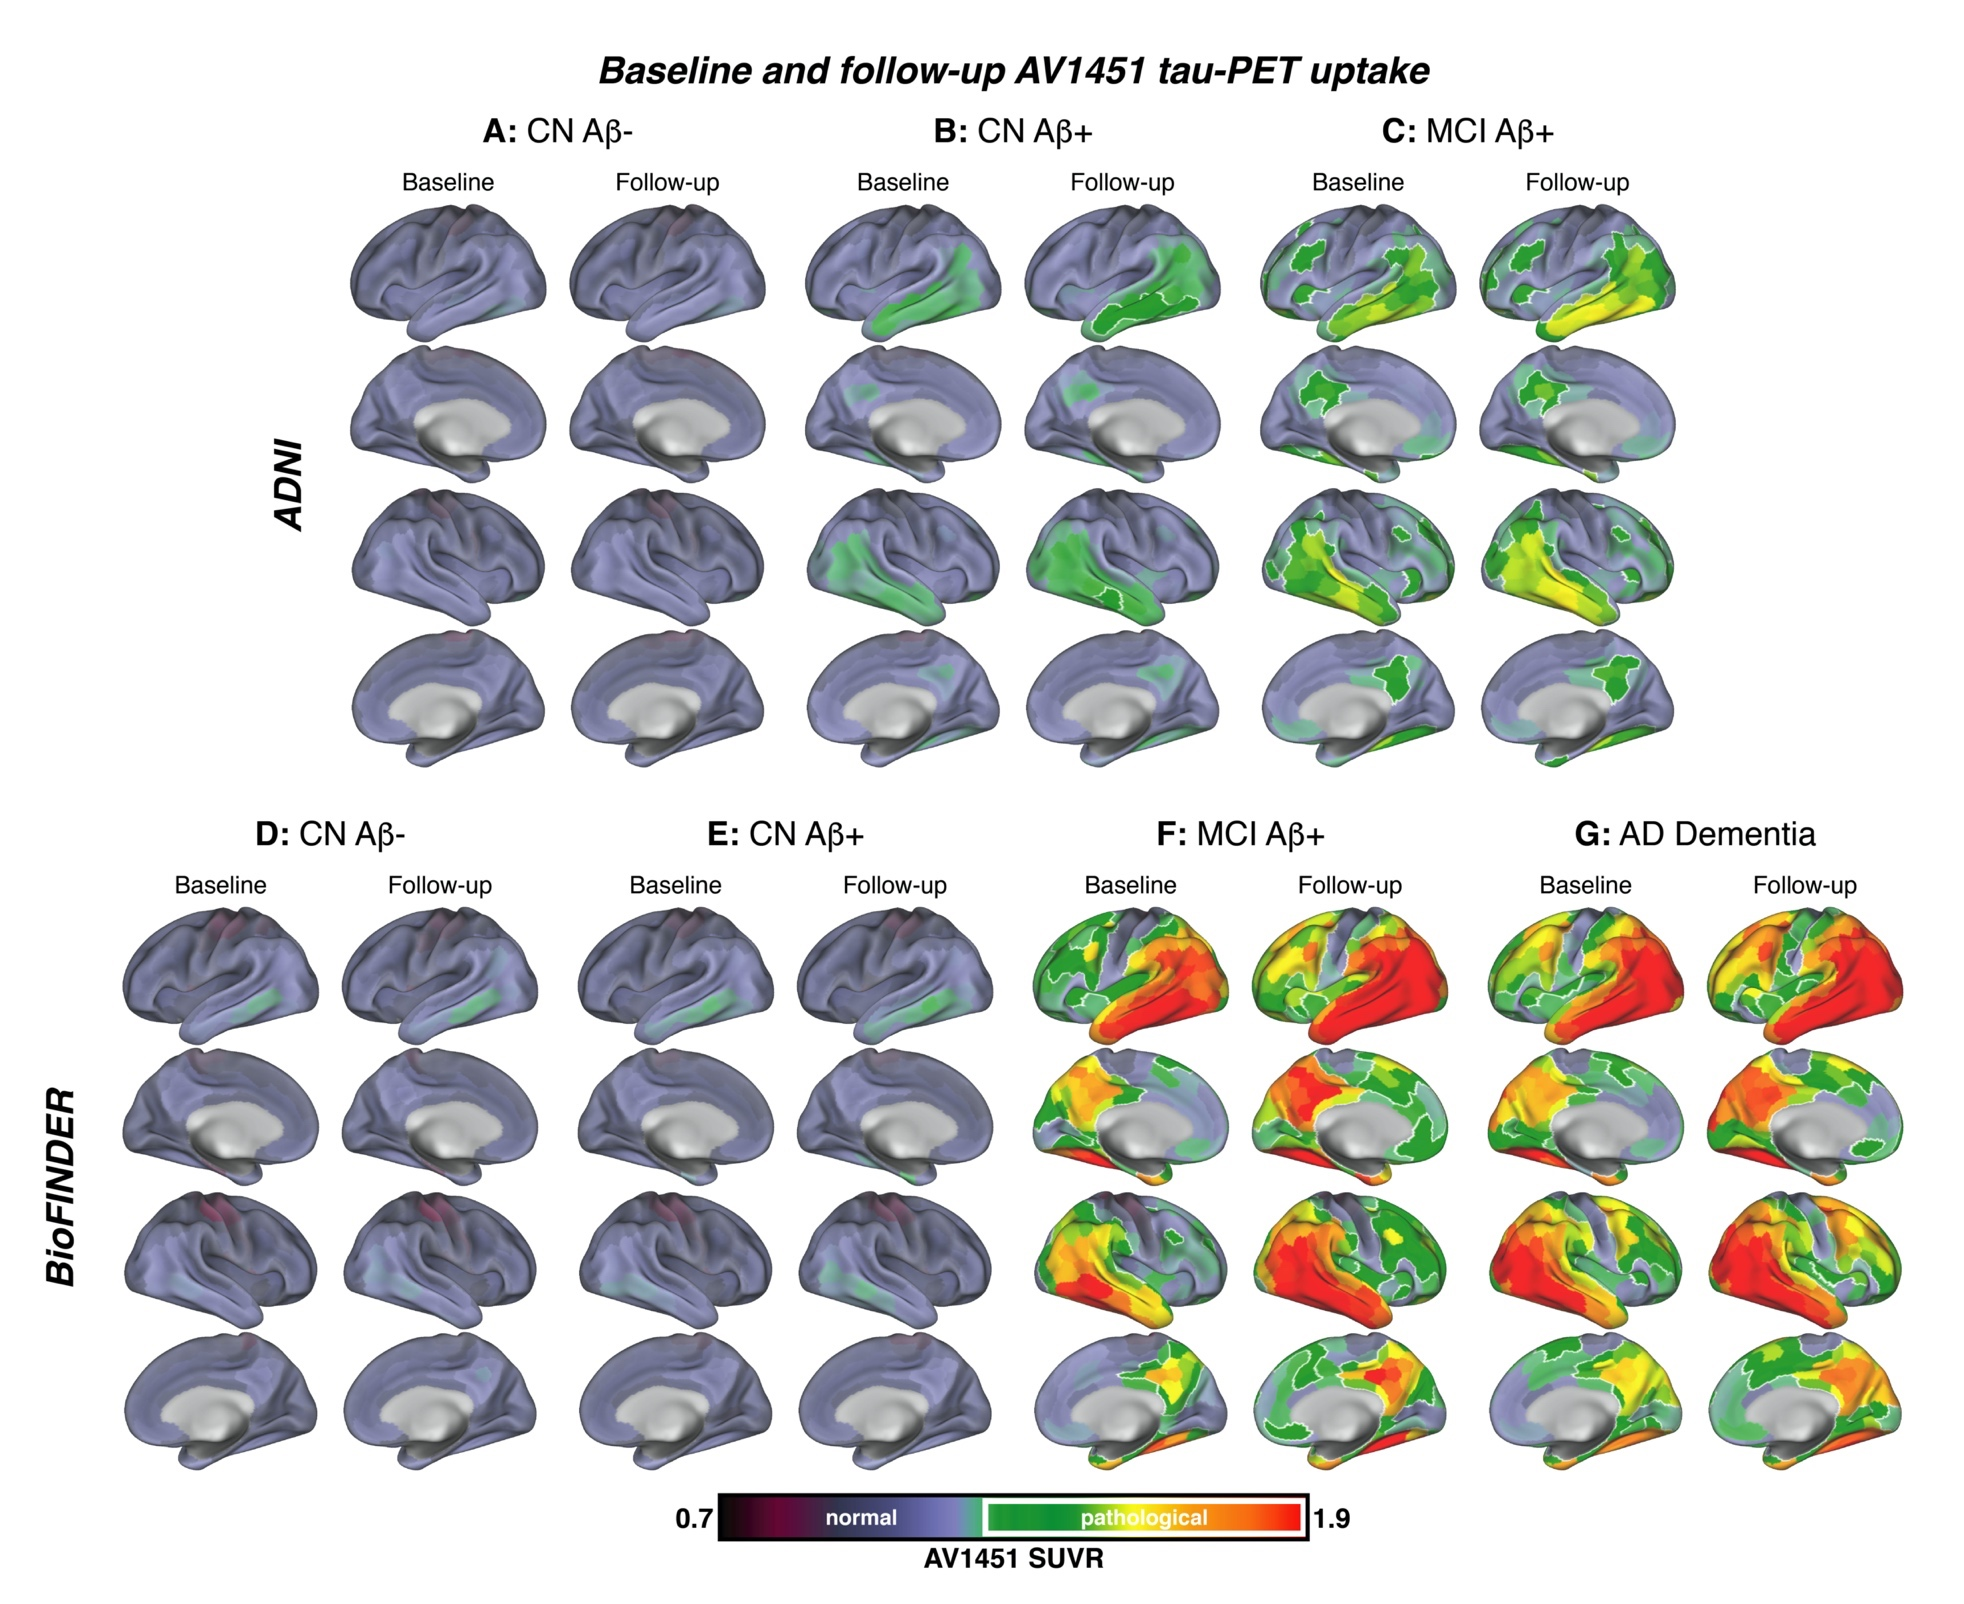 Baseline and follow-up AV1451 tau-PET uptake
A: CN Aβ-
B: CN Aβ+
C: MCI Aβ+
Baseline
Follow-up
Baseline
Follow-up
Baseline
Follow-up
ADNI
D: CN Aβ-
E: CN Aβ+
F: MCI Aβ+
G: AD Dementia
Baseline
Follow-up
Baseline
Follow-up
Baseline
Follow-up
Baseline
Follow-up
BioFINDER
0.7
normal
pathological
1.9
AV1451 SUVR